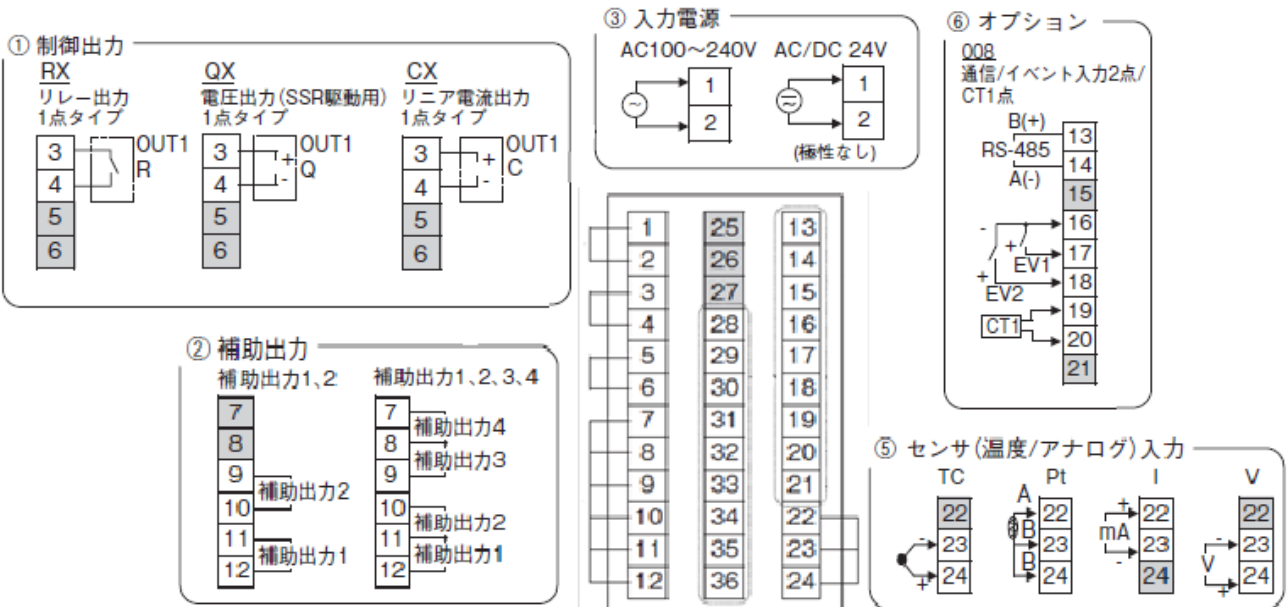 ① 制御出力
RX
リレー出力
1点タイプ
3
4
5
6
OUT1
R
QX
電圧出力(SSR駆動用)
1点タイプ
3
4
5
6
+
-
OUT1
Q
CX
リニア電流出力
1点タイプ
3
4
5
6
+
-
OUT1
C
② 補助出力
補助出力1、2
7
8
9
10
11
12
補助出力2
補助出力1
補助出力1、2、3、4
7
8
9
10
11
12
補助出力4
補助出力3
補助出力2
補助出力1
③ 入力電源
AC100～240V
1
2
AC/DC 24V
1
2
(極性なし)
1 25 13
2 26 14
3 27 15
4 28 16
5 29 17
6 30 18
7 31 19
8 32 20
9 33 21
10 34 22
11 35 23
12 36 24
⑥ オプション
008
通信/イベント入力2点/
CT1点
B(+)
RS-485
A(-)
13
14
15
16
17
18
19
20
21
-
+
EV1
+
EV2
CT1
⑤ センサ(温度/アナログ)入力
TC
22
23
24
-
+
Pt
A
B
B
22
23
24
I
+
mA
-
22
23
24
V
22
23
24
-
V
+